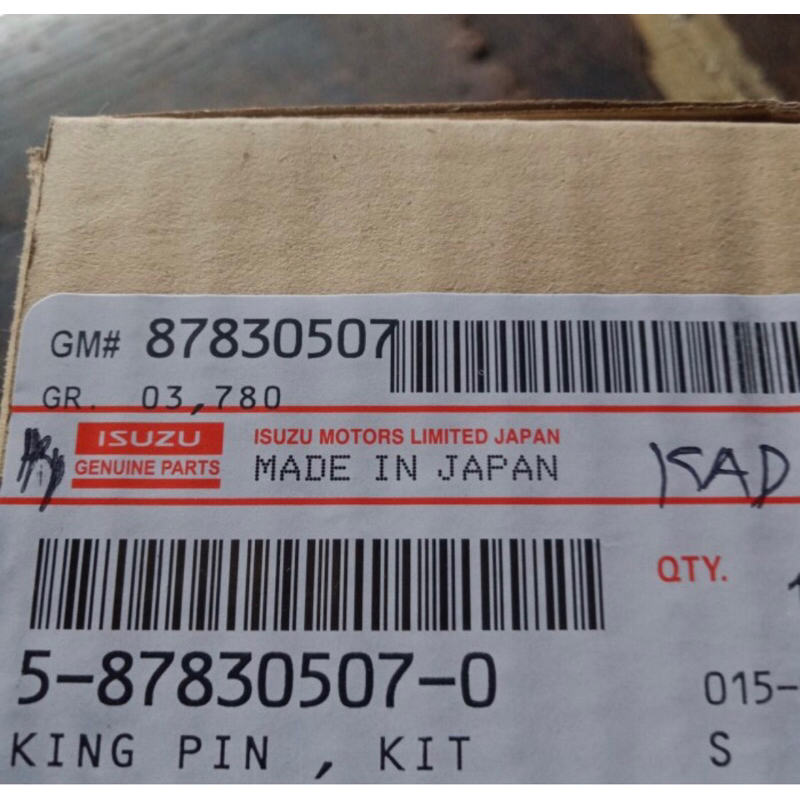 GM# 87830507
GR. 03,780
ISUZU
GENUINE PARTS
ISUZU MOTORS LIMITED JAPAN
MADE IN JAPAN
QTY.
5-87830507-0
015-
KING PIN , KIT
S